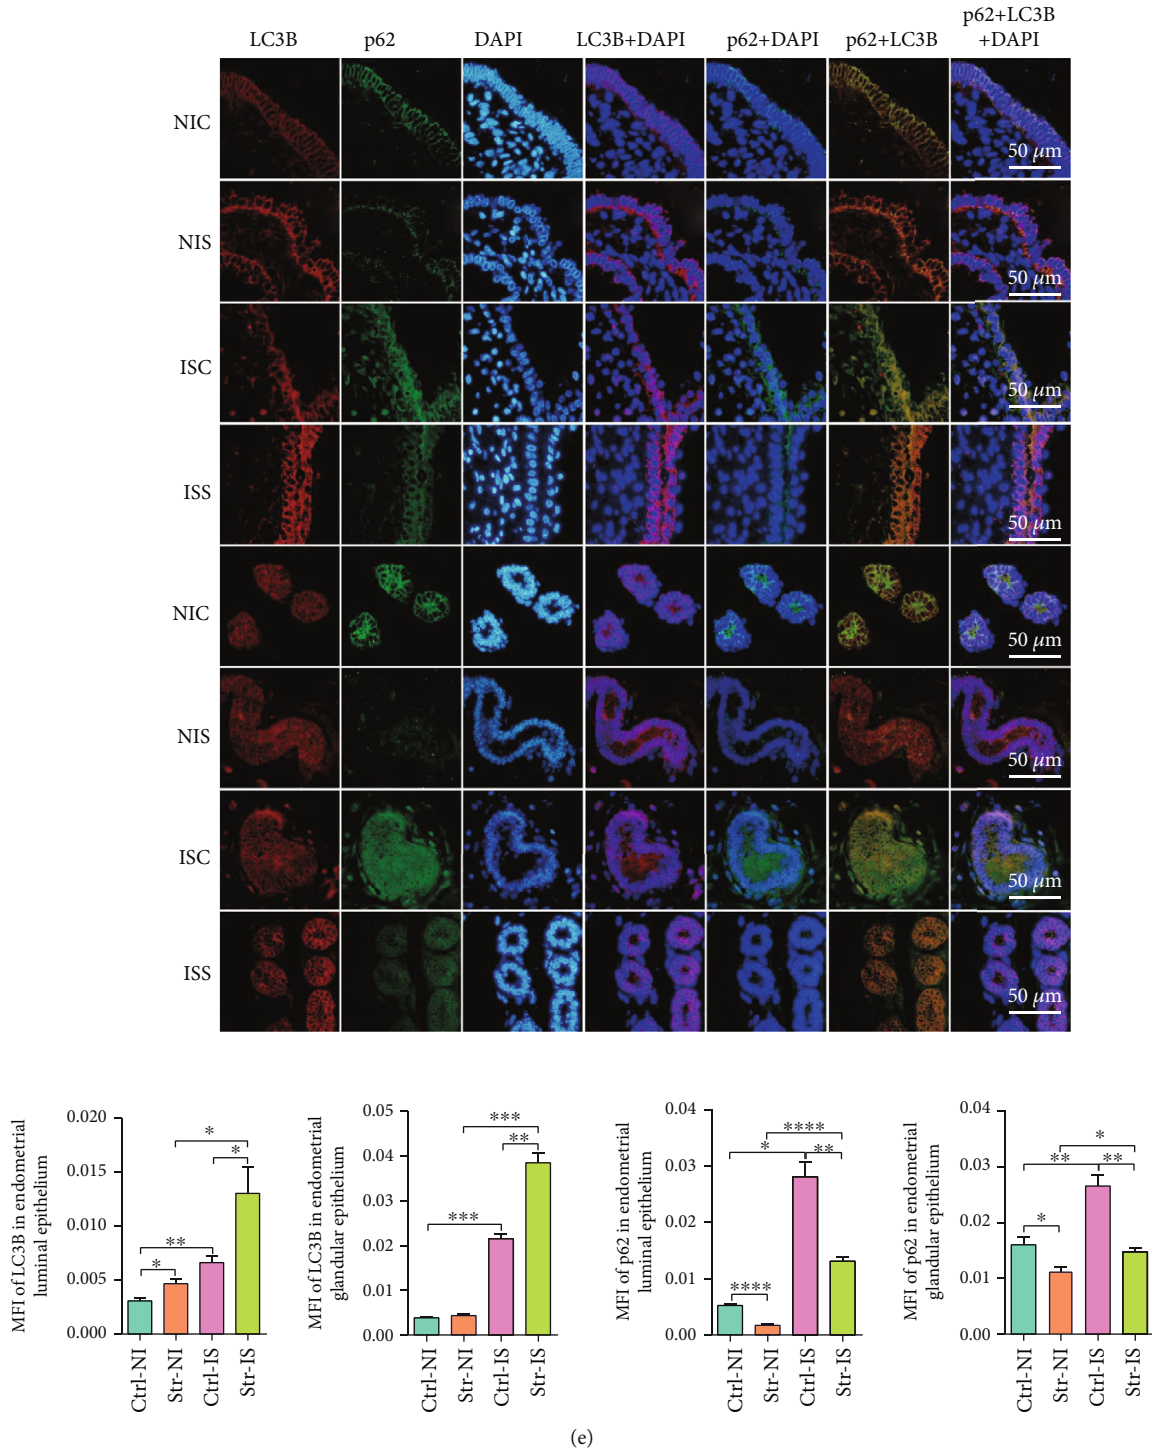 p62+LC3B
LC3B p62 DAPI LC3B+DAPI p62+DAPI p62+LC3B +DAPI
NIC
50 μm
NIS
50 μm
ISC
50 μm
ISS
50 μm
NIC
50 μm
NIS
50 μm
ISC
50 μm
ISS
50 μm
MFI of LC3B in endometrial
luminal epithelium
0.020
0.015
0.010
0.005
0.000
*
*
**
*
Ctrl-NI
Str-NI
Ctrl-IS
Str-IS
MFI of LC3B in endometrial
glandular epithelium
0.05
0.04
0.03
0.02
0.01
0.00
***
**
***
Ctrl-NI
Str-NI
Ctrl-IS
Str-IS
MFI of p62 in endometrial
luminal epithelium
0.04
0.03
0.02
0.01
0.00
****
*
**
****
Ctrl-NI
Str-NI
Ctrl-IS
Str-IS
MFI of p62 in endometrial
glandular epithelium
0.04
0.03
0.02
0.01
0.00
*
**
**
*
Ctrl-NI
Str-NI
Ctrl-IS
Str-IS
(e)